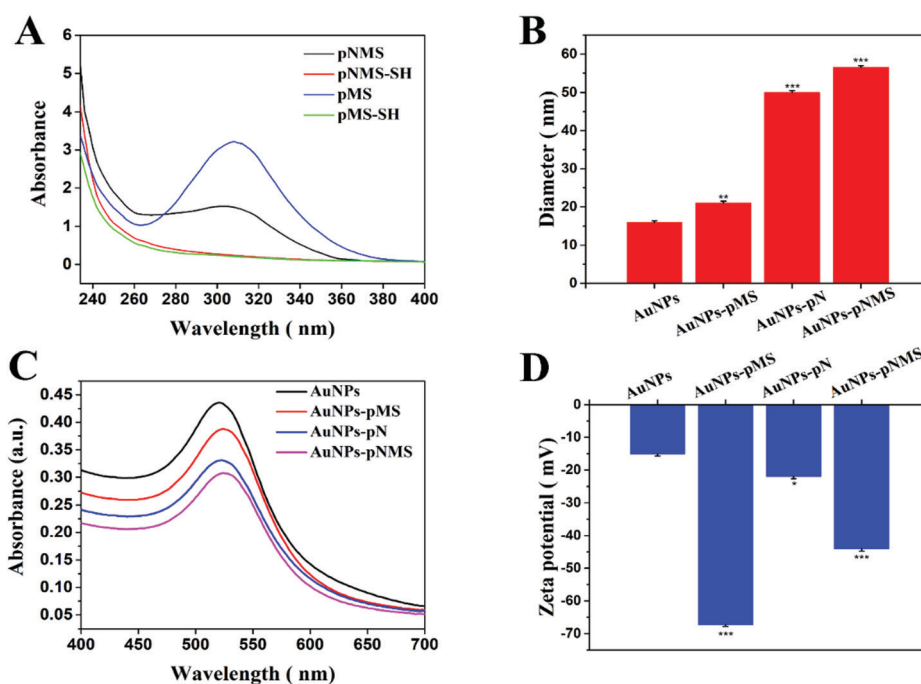 A
Absorbance
6
5
4
3
2
1
0
pNMS
pNMS-SH
pMS
pMS-SH
240 260 280 300 320 340 360 380 400
Wavelength ( nm)
B
Diameter ( nm)
60
50
40
30
20
10
0
**
***
***
AuNPs
AuNPs-pMS
AuNPs-pN
AuNPs-pNMS
C
Absorbance (a.u.)
0.45
0.40
0.35
0.30
0.25
0.20
0.15
0.10
0.05
AuNPs
AuNPs-pMS
AuNPs-pN
AuNPs-pNMS
400 450 500 550 600 650 700
Wavelength ( nm)
D
AuNPs
AuNPs-pMS
AuNPs-pN
AuNPs-pNMS
Zeta potential ( mV)
0
-10
-20
-30
-40
-50
-60
-70
***
*
***